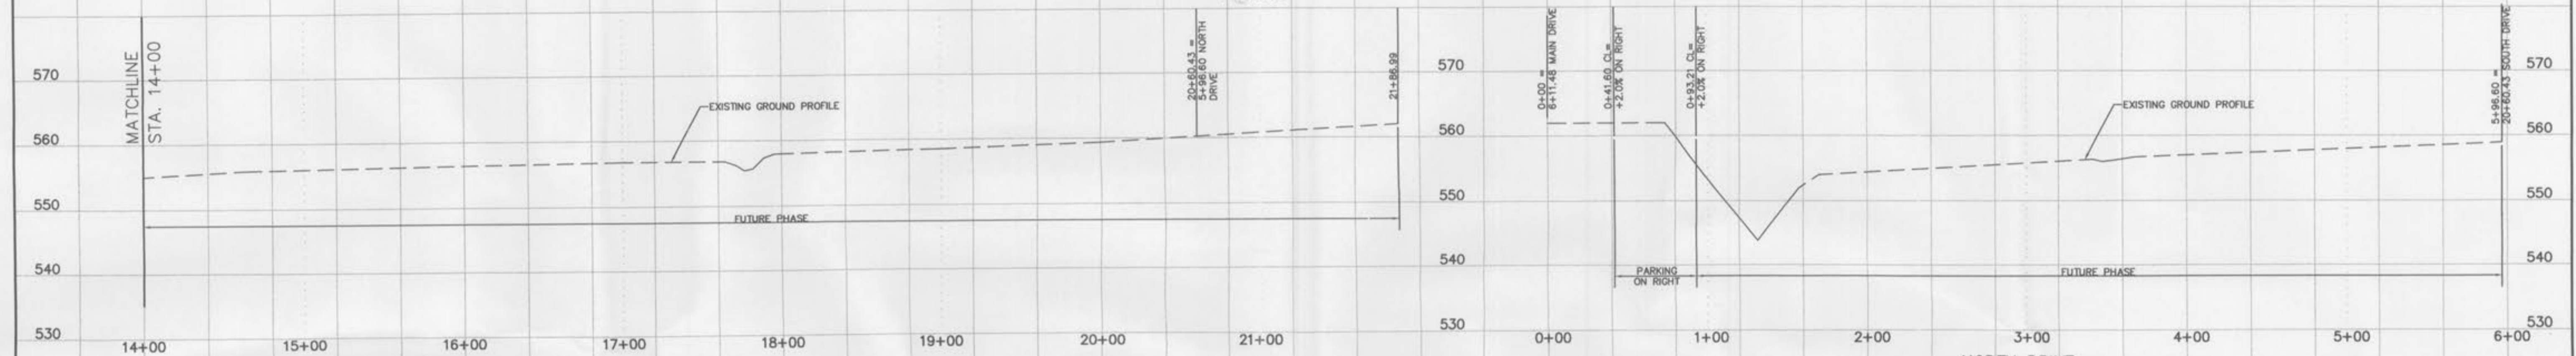 570
560
550
540
530
MATCHLINE
STA. 14+00
EXISTING GROUND PROFILE
FUTURE PHASE
20+60.43 =
5+96.60 NORTH
DRIVE
21+86.99
14+00
15+00
16+00
17+00
18+00
19+00
20+00
21+00
570
560
550
540
530
0+00 =
6+11.48 MAIN DRIVE
0+41.60 CL=
+2.0% ON RIGHT
0+93.21 CL=
+2.0% ON RIGHT
EXISTING GROUND PROFILE
5+96.60 =
20+60.43 SOUTH DRIVE
PARKING
ON RIGHT
FUTURE PHASE
570
560
550
540
530
0+00
1+00
2+00
3+00
4+00
5+00
6+00